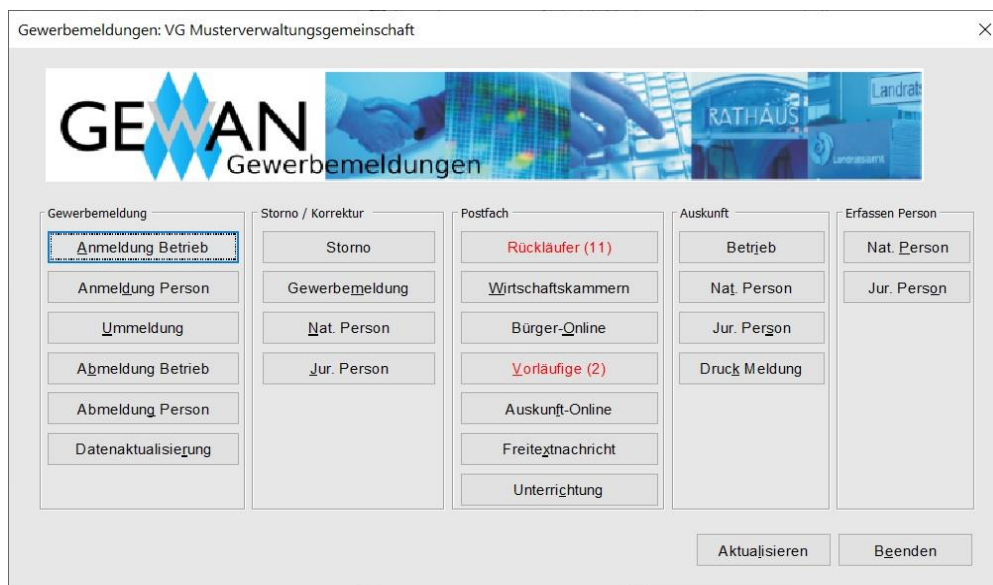 Gewerbemeldungen: VG Musterverwaltungsgemeinschaft
GEWAN
Gewerbemeldungen
RATHAUS
Landrats
Landratsamt
Gewerbemeldung
Anmeldung Betrieb
Anmeldung Person
Ummeldung
Abmeldung Betrieb
Abmeldung Person
Datenaktualisierung
Storno / Korrektur
Storno
Gewerbemeldung
Nat. Person
Jur. Person
Postfach
Rückläufer (11)
Wirtschaftskammern
Bürger-Online
Vorläufige (2)
Auskunft-Online
Freitextnachricht
Unterrichtung
Auskunft
Betrieb
Nat. Person
Jur. Person
Druck Meldung
Erfassen Person
Nat. Person
Jur. Person
Aktualisieren
Beenden